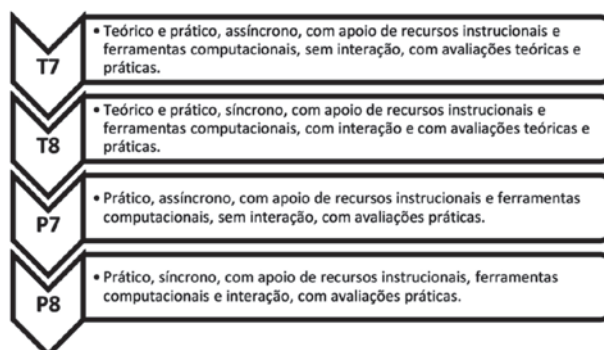 T7
• Teórico e prático, assíncrono, com apoio de recursos instrucionais e
ferramentas computacionais, sem interação, com avaliações teóricas e
práticas.
T8
• Teórico e prático, síncrono, com apoio de recursos instrucionais e
ferramentas computacionais, com interação e com avaliações teóricas e
práticas.
P7
• Prático, assíncrono, com apoio de recursos instrucionais e ferramentas
computacionais, sem interação, com avaliações práticas.
P8
• Prático, síncrono, com apoio de recursos instrucionais, ferramentas
computacionais e interação, com avaliações práticas.